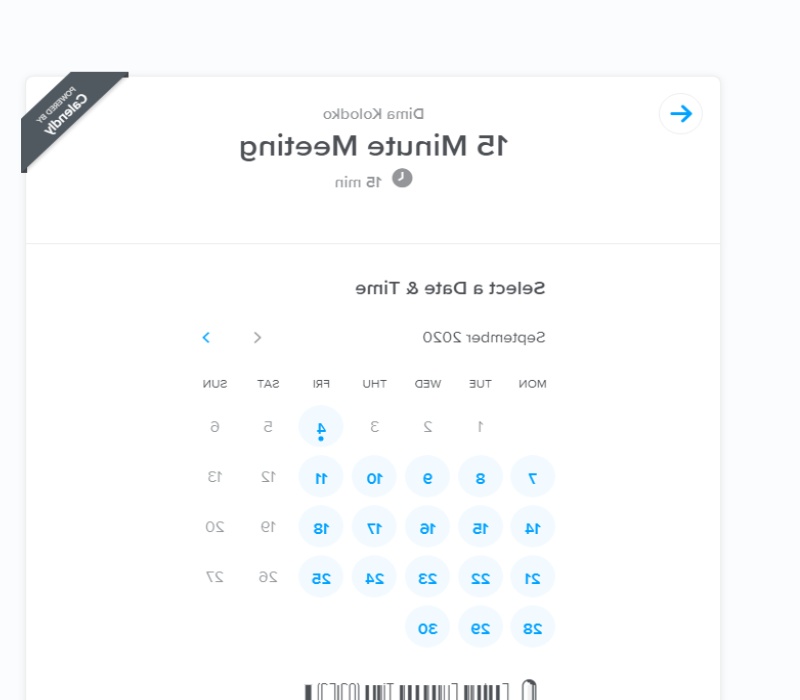 POWERED BY
Calendly
Dima Kolodko
15 Minute Meeting
15 min
Select a Date & Time
September 2020
MON TUE WED THU FRI SAT SUN
1 2 3 4 5 6
7 8 9 10 11 12 13
14 15 16 17 18 19 20
21 22 23 24 25 26 27
28 29 30